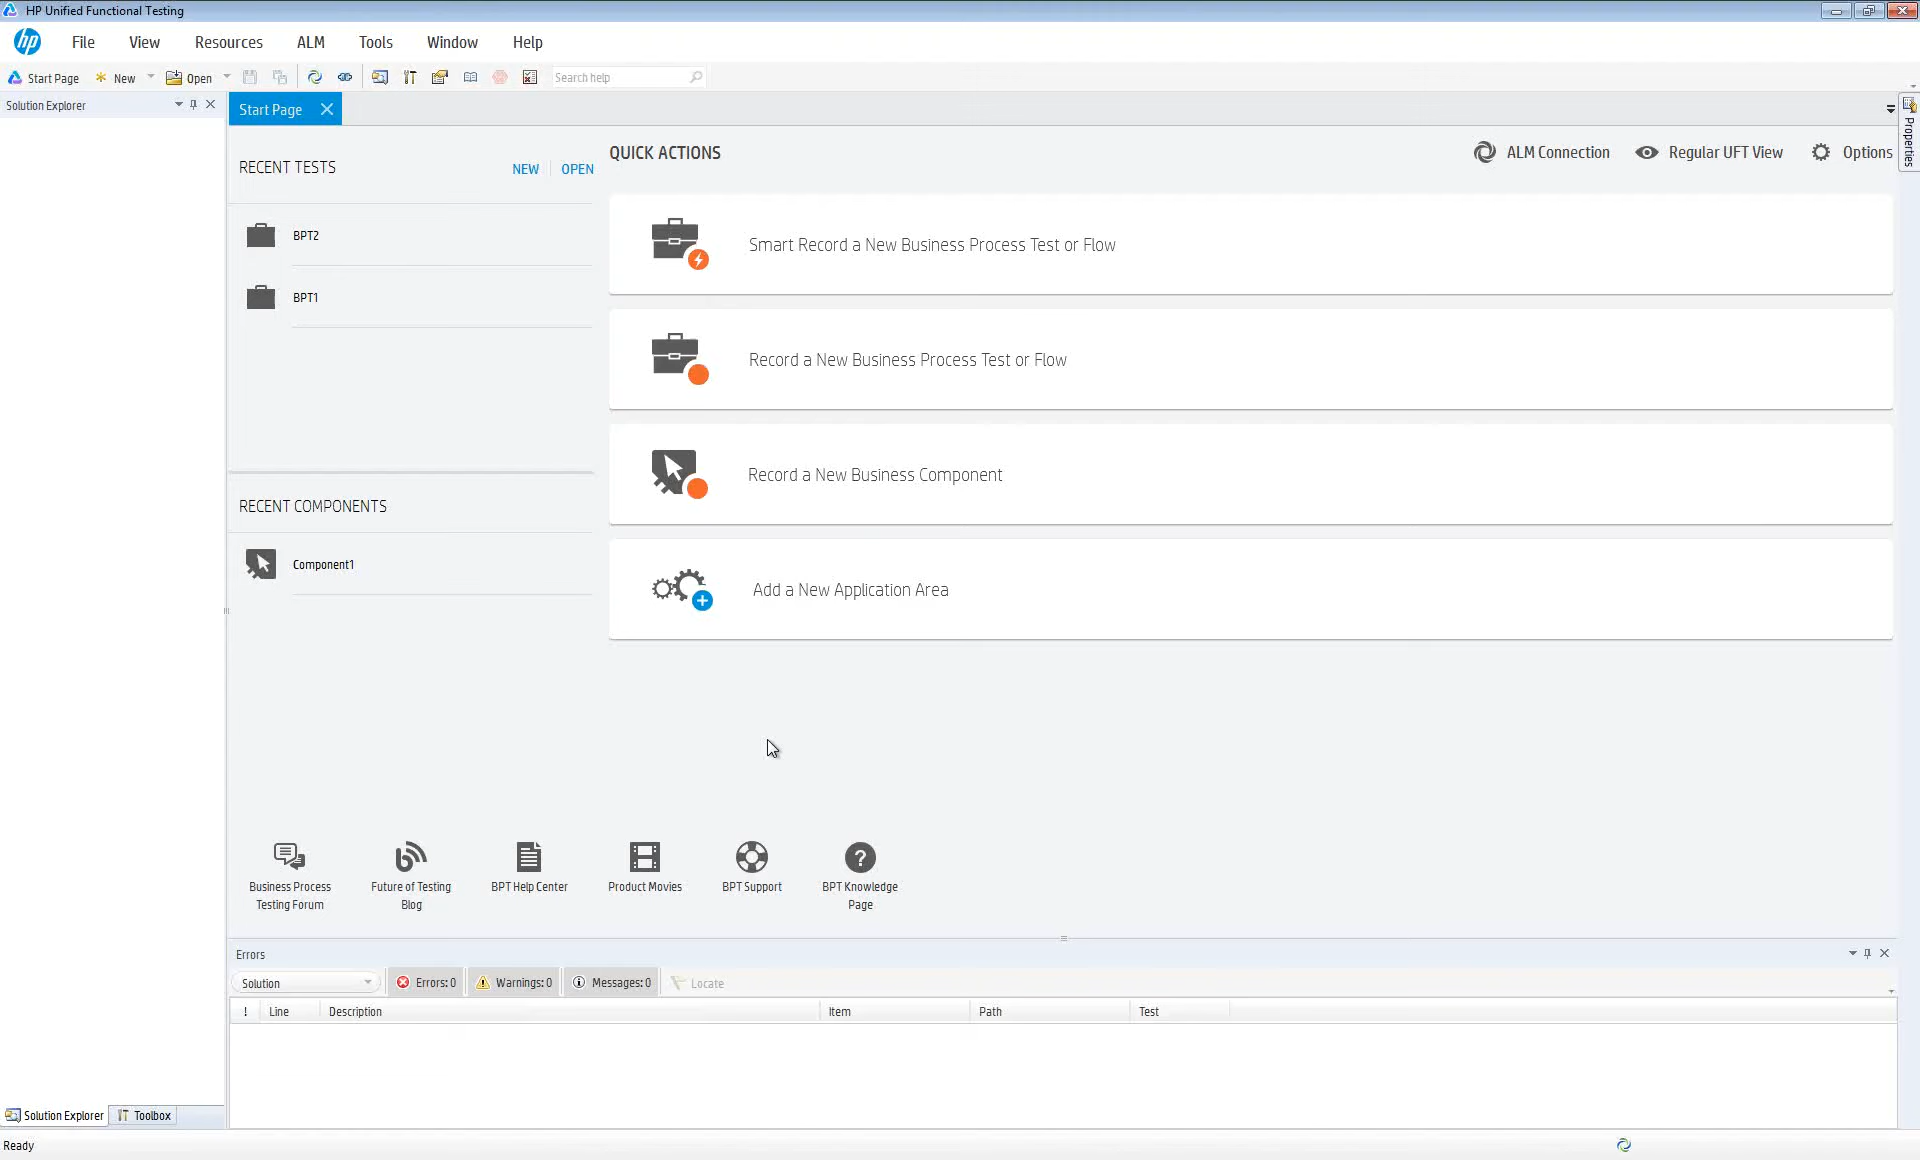 HP Unified Functional Testing
hp
File View Resources ALM Tools Window Help
Start Page New Open Search help
Solution Explorer
Start Page
Properties
RECENT TESTS NEW OPEN
BPT2
BPT1
RECENT COMPONENTS
Component1
QUICK ACTIONS
ALM Connection Regular UFT View Options
Smart Record a New Business Process Test or Flow
Record a New Business Process Test or Flow
Record a New Business Component
Add a New Application Area
Business Process
Testing Forum
Future of Testing
Blog
BPT Help Center
Product Movies
BPT Support
BPT Knowledge
Page
Errors
Solution Errors: 0 Warnings: 0 Messages: 0 Locate
! Line Description Item Path Test
Solution Explorer Toolbox
Ready